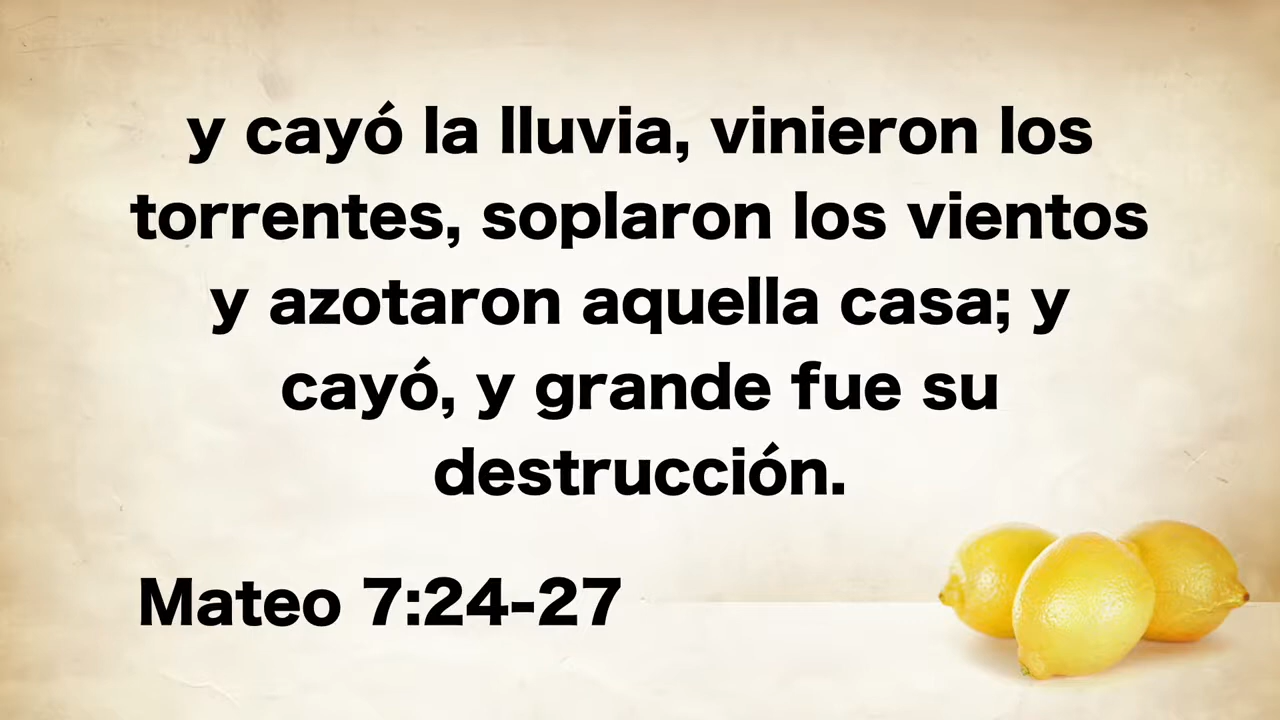 y cayó la lluvia, vinieron los
torrentes, soplaron los vientos
y azotaron aquella casa; y
cayó, y grande fue su
destrucción.
Mateo 7:24-27